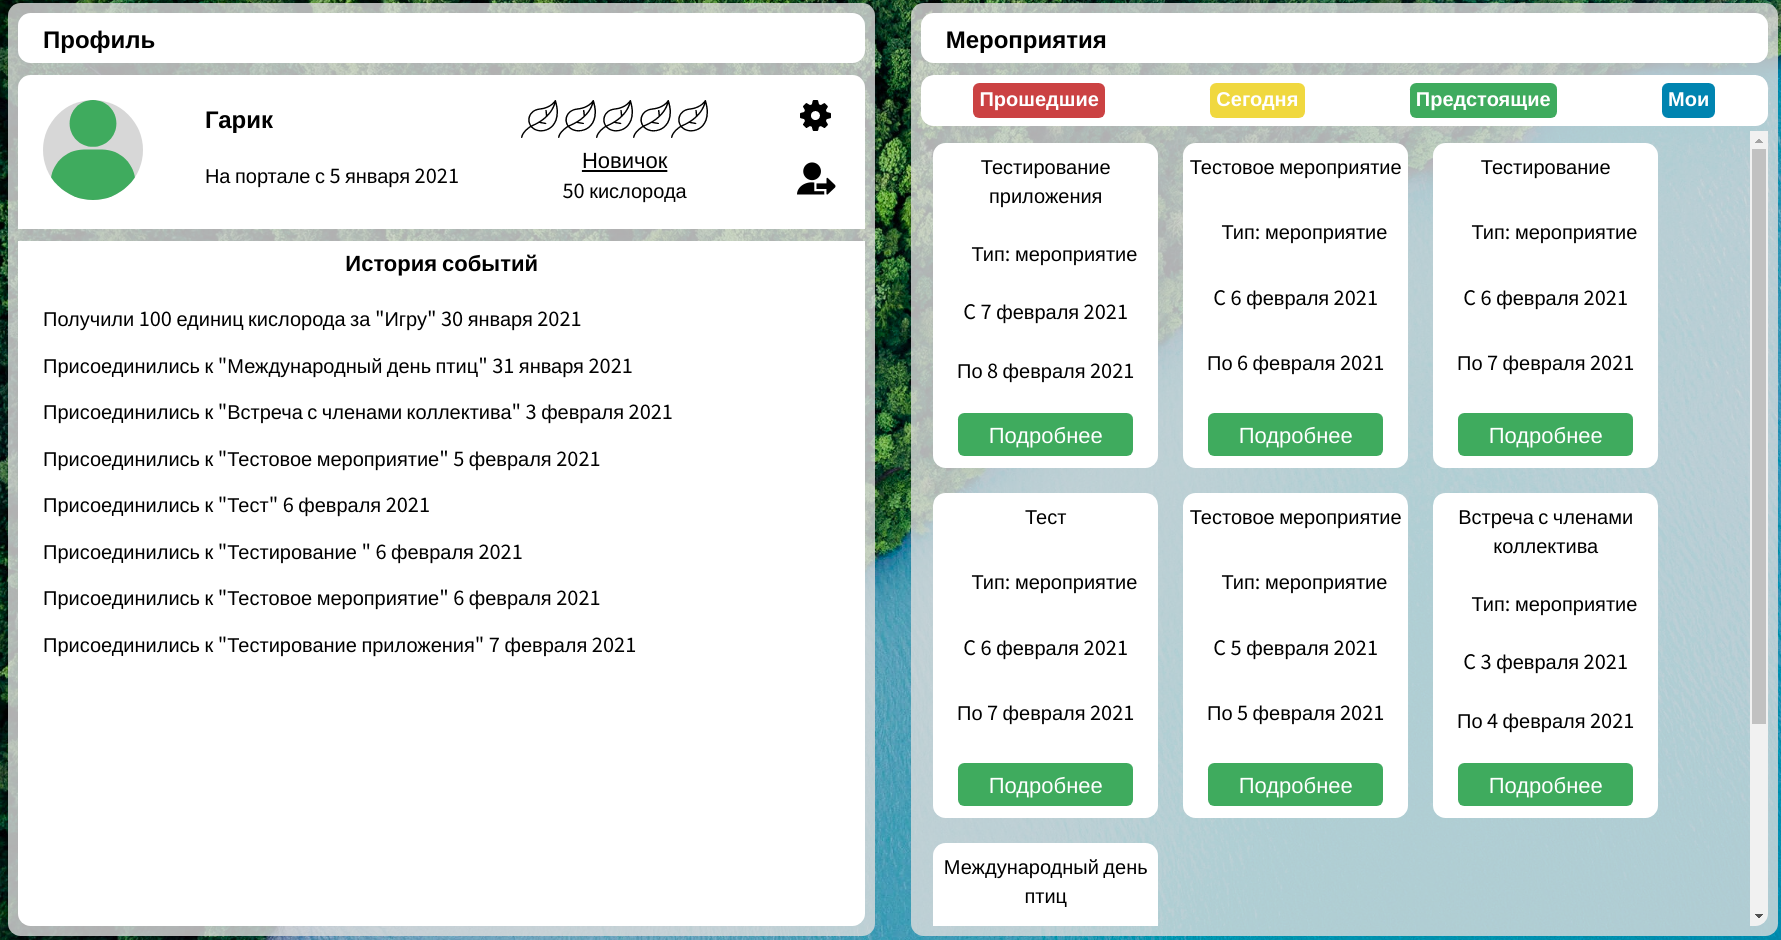 Профиль
Гарик
На портале с 5 января 2021
Новичок
50 кислорода
История событий
Получили 100 единиц кислорода за "Игру" 30 января 2021
Присоединились к "Международный день птиц" 31 января 2021
Присоединились к "Встреча с членами коллектива" 3 февраля 2021
Присоединились к "Тестовое мероприятие" 5 февраля 2021
Присоединились к "Тест" 6 февраля 2021
Присоединились к "Тестирование " 6 февраля 2021
Присоединились к "Тестовое мероприятие" 6 февраля 2021
Присоединились к "Тестирование приложения" 7 февраля 2021
Мероприятия
Прошедшие
Сегодня
Предстоящие
Мои
Тестирование
приложения
Тип: мероприятие
С 7 февраля 2021
По 8 февраля 2021
Подробнее
Тестовое мероприятие
Тип: мероприятие
С 6 февраля 2021
По 6 февраля 2021
Подробнее
Тестирование
Тип: мероприятие
С 6 февраля 2021
По 7 февраля 2021
Подробнее
Тест
Тип: мероприятие
С 6 февраля 2021
По 7 февраля 2021
Подробнее
Тестовое мероприятие
Тип: мероприятие
С 5 февраля 2021
По 5 февраля 2021
Подробнее
Встреча с членами
коллектива
Тип: мероприятие
С 3 февраля 2021
По 4 февраля 2021
Подробнее
Международный день
птиц